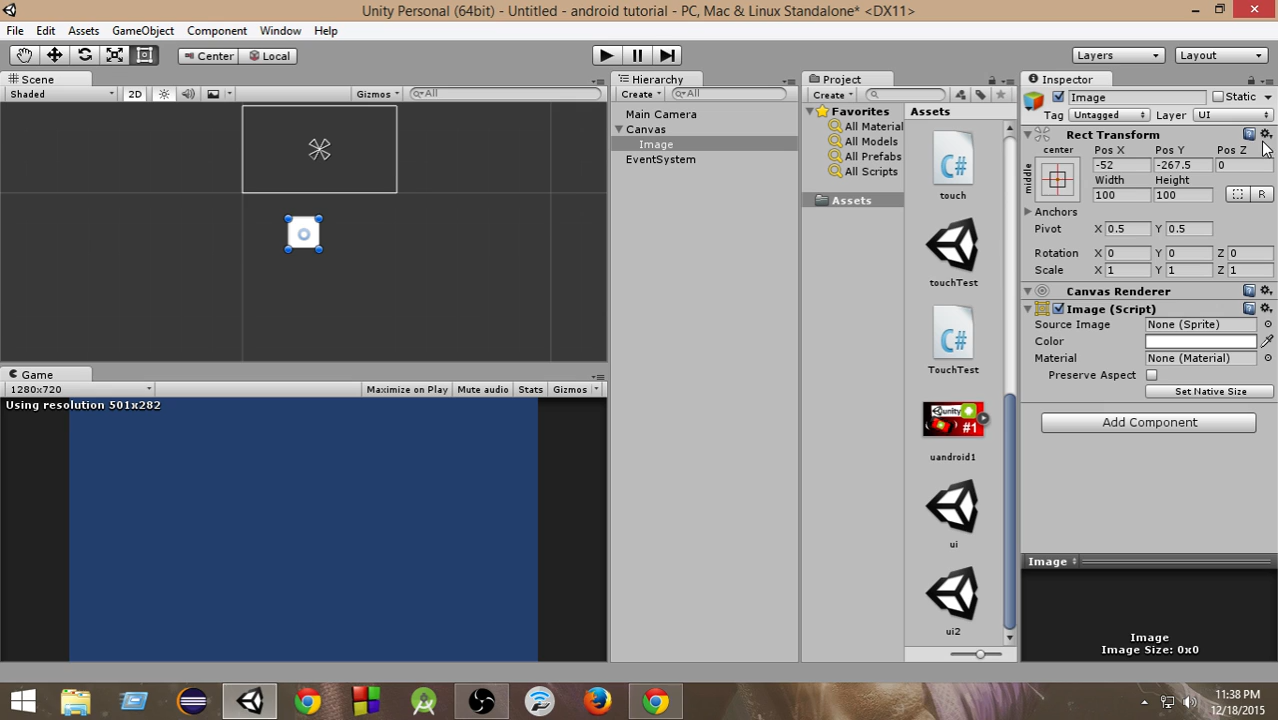 Unity Personal (64bit) - Untitled - android tutorial - PC, Mac & Linux Standalone* <DX11>
File Edit Assets GameObject Component Window Help
Center Local Layers Layout
Scene
Shaded 2D Gizmos All
Game
1280x720 Maximize on Play Mute audio Stats Gizmos
Using resolution 501x282
Hierarchy
Create All
Main Camera
Canvas
Image
EventSystem
Project
Create
Favorites
All Material
All Models
All Prefabs
All Scripts
Assets
Assets
touch
touchTest
TouchTest
unity
#1
uandroid1
ui
ui2
Inspector
Image Static
Tag Untagged Layer UI
Rect Transform
center Pos X Pos Y Pos Z
middle -52 -267.5 0
Width Height
100 100 R
Anchors
Pivot X 0.5 Y 0.5
Rotation X 0 Y 0 Z 0
Scale X 1 Y 1 Z 1
Canvas Renderer
Image (Script)
Source Image None (Sprite)
Color
Material None (Material)
Preserve Aspect
Set Native Size
Add Component
Image
Image
Image Size: 0x0
11:38 PM
12/18/2015